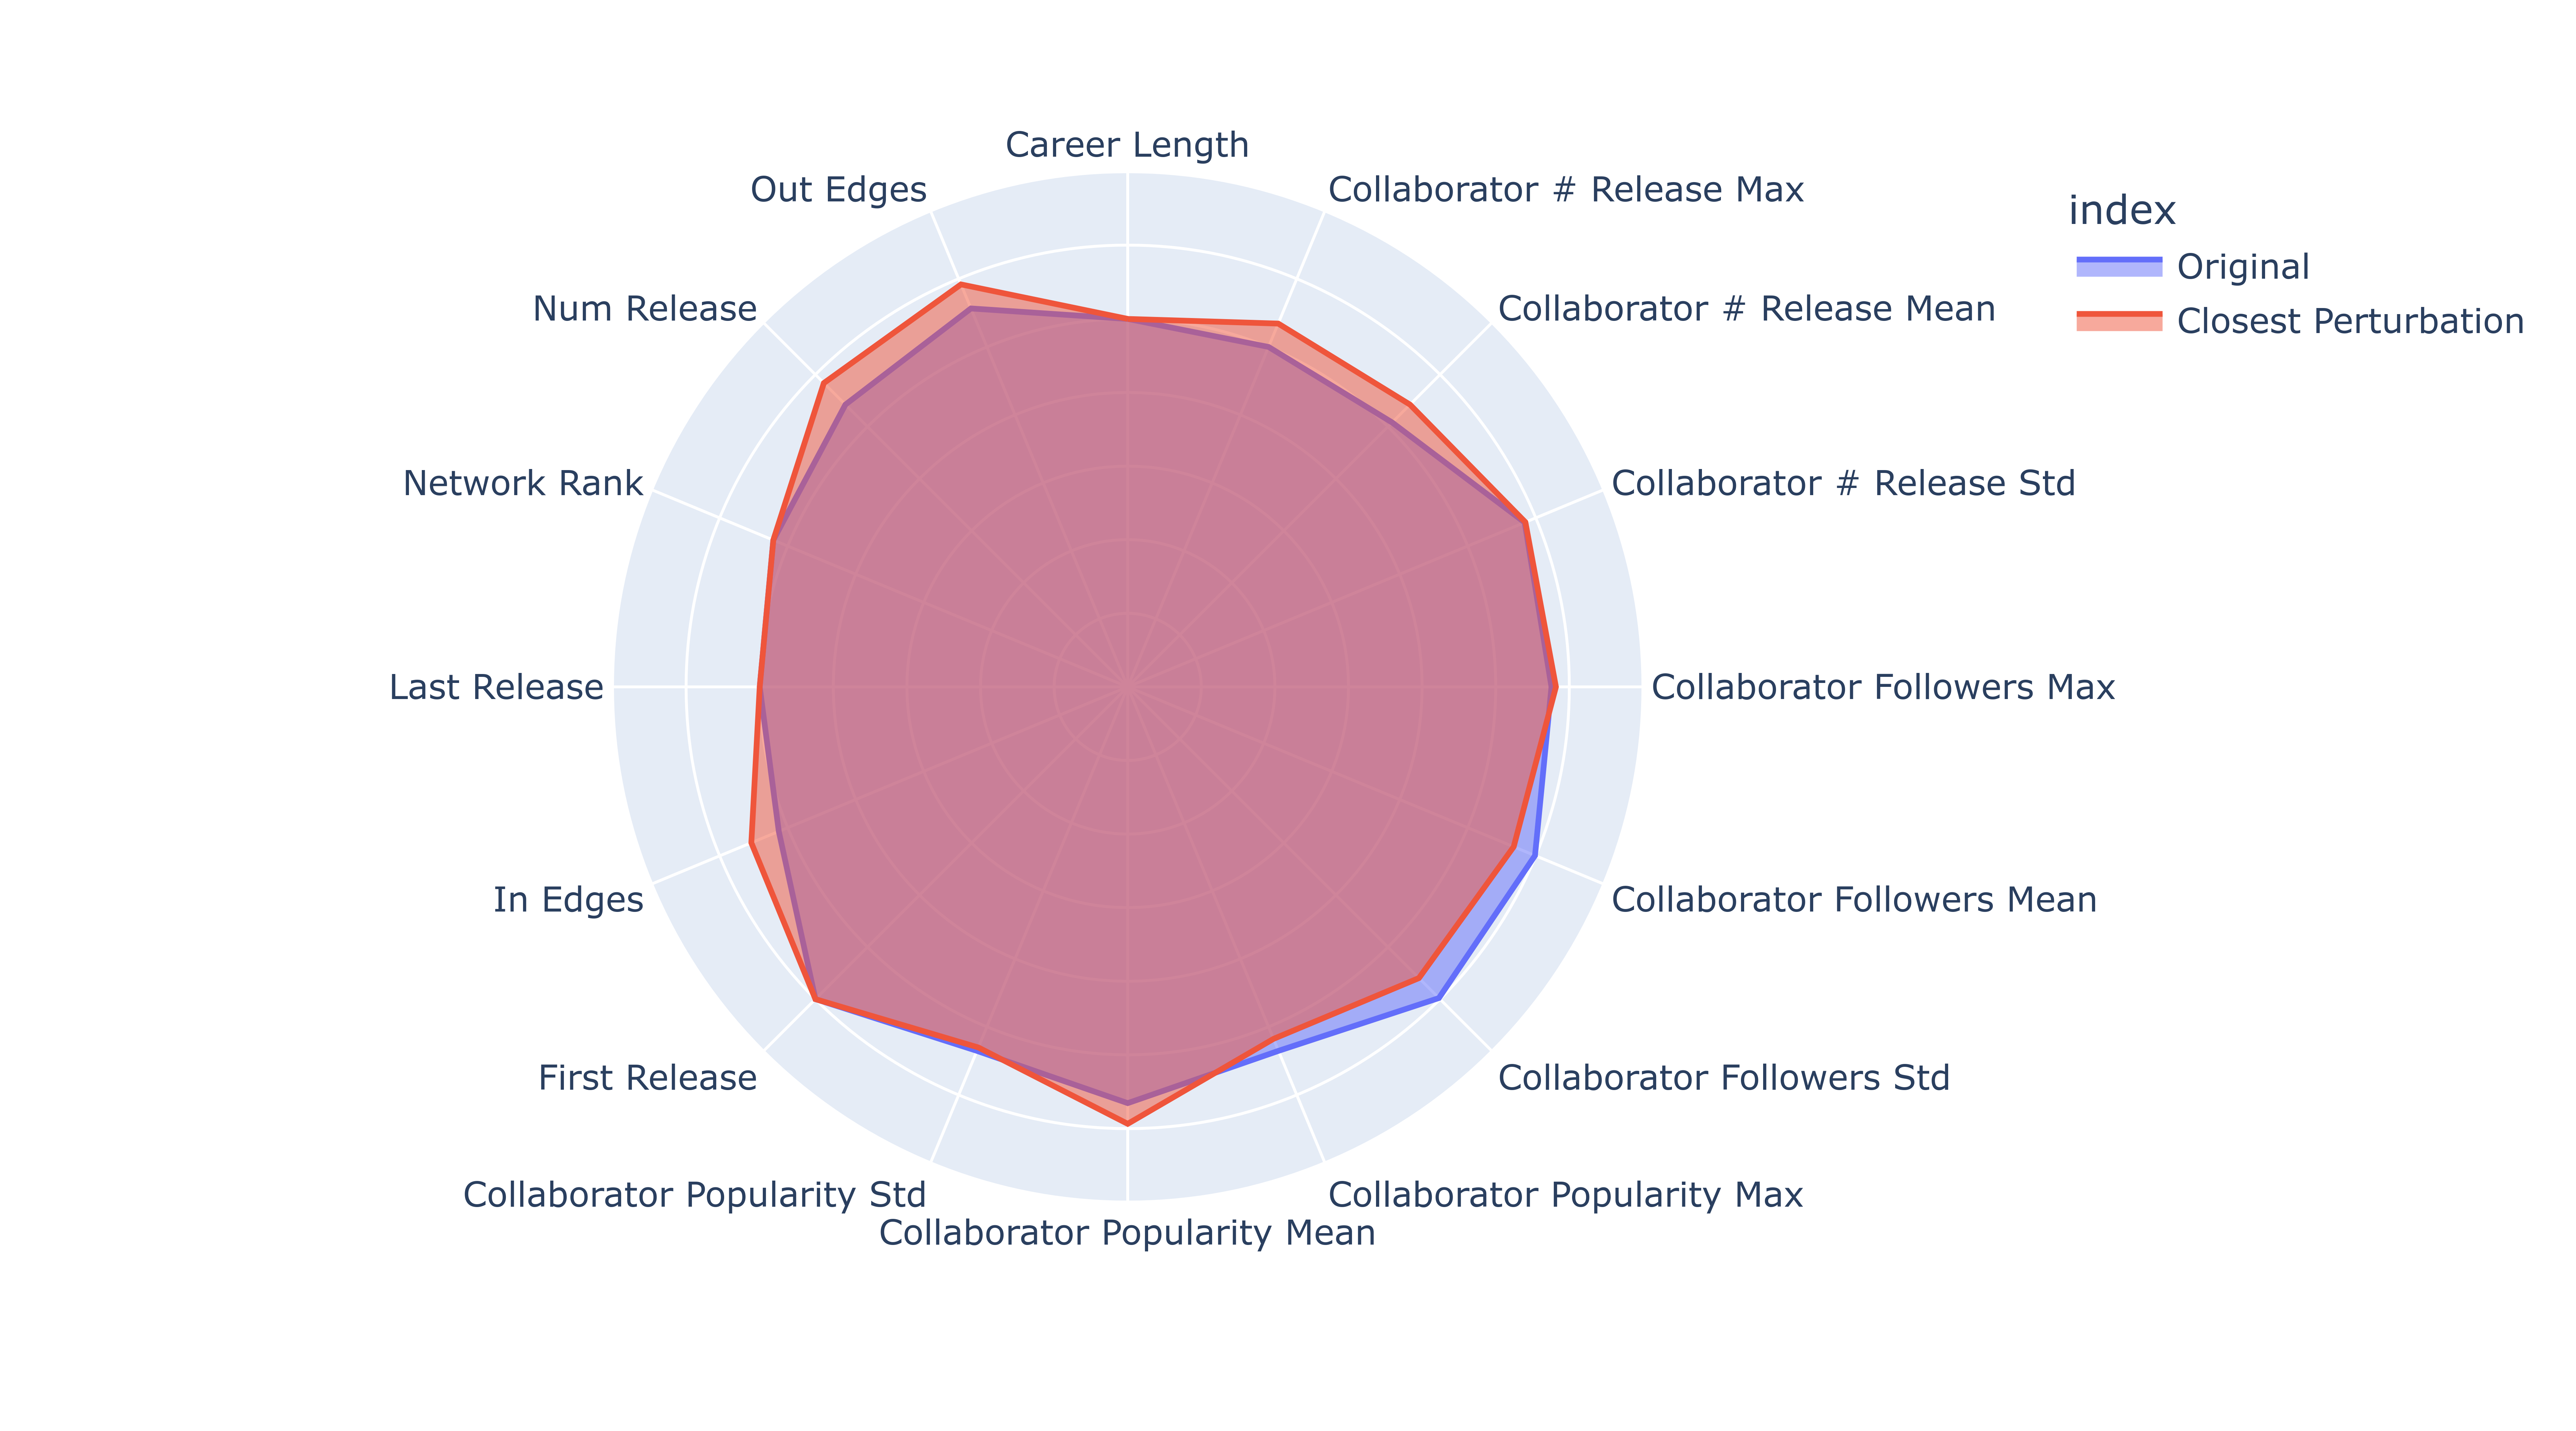 Career Length
Out Edges
Collaborator # Release Max
Num Release
Collaborator # Release Mean
Network Rank
Collaborator # Release Std
Last Release
Collaborator Followers Max
In Edges
Collaborator Followers Mean
First Release
Collaborator Followers Std
Collaborator Popularity Std
Collaborator Popularity Max
Collaborator Popularity Mean
index
Original
Closest Perturbation